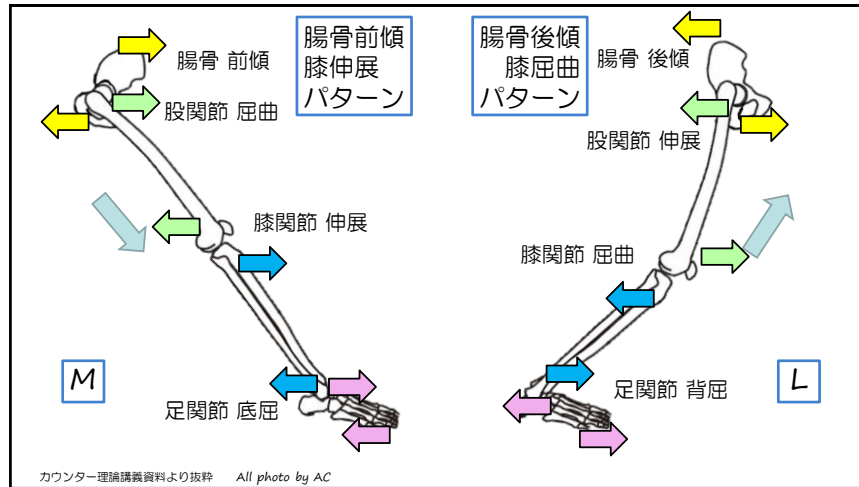 腸骨 前傾
腸骨前傾
膝伸展
パターン
股関節 屈曲
膝関節 伸展
M
足関節 底屈
腸骨後傾
膝屈曲
パターン
腸骨 後傾
股関節 伸展
膝関節 屈曲
足関節 背屈
L
カウンター理論講義資料より抜粋 All photo by AC